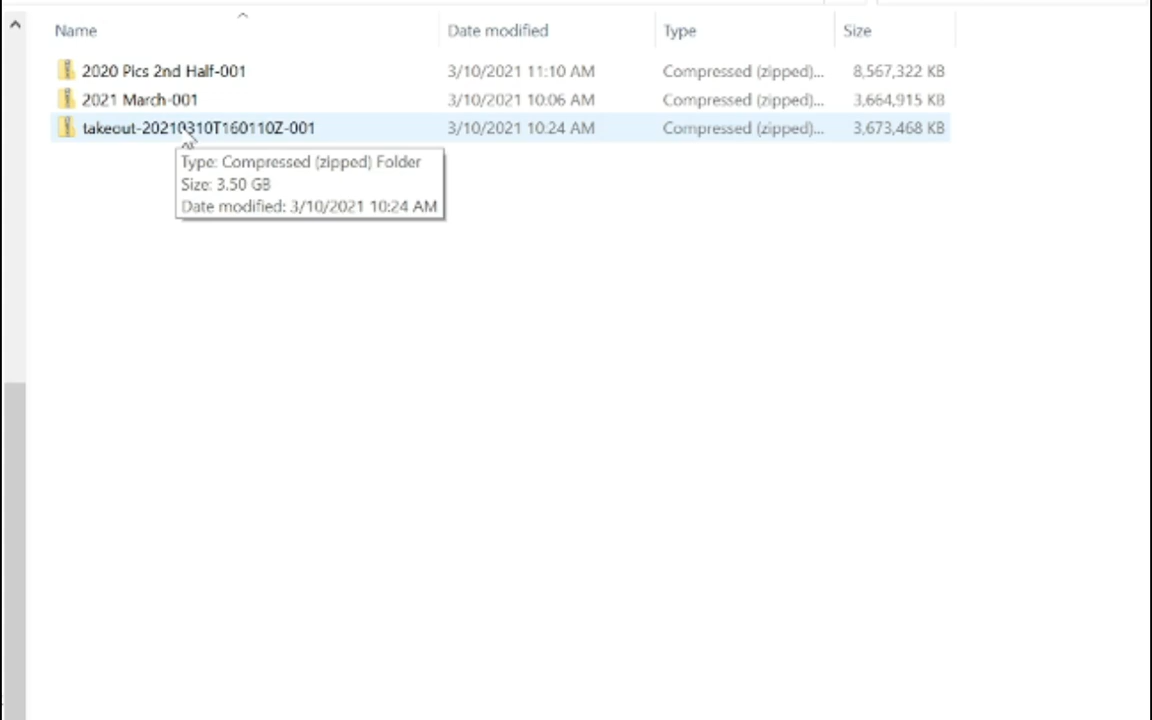 Name Date modified Type Size
2020 Pics 2nd Half-001 3/10/2021 11:10 AM Compressed (zipped)... 8,567,322 KB
2021 March-001 3/10/2021 10:06 AM Compressed (zipped)... 3,664,915 KB
takeout-20210310T160110Z-001 3/10/2021 10:24 AM Compressed (zipped)... 3,673,468 KB
Type: Compressed (zipped) Folder
Size: 3.50 GB
Date modified: 3/10/2021 10:24 AM